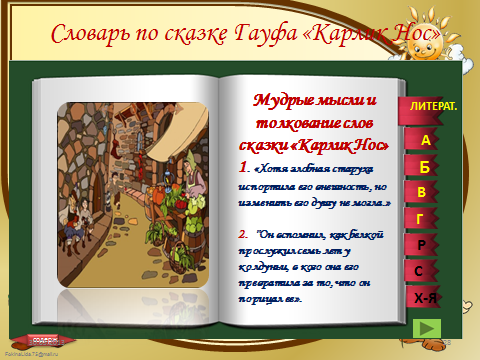 Словарь по сказке Гауфа «Карлик Нос»
Мудрые мысли и
толкование слов
сказки «Карлик Нос»
1. «Хотя злобная старуха
испортила его внешность, но
изменить его душу не могла.»
2. "Он вспомнил, как белкой
прослужил семь лет у
колдуньи, в кого она его
превратила за то, что он
порицал ее».
ЛИТЕРАТ.
А
Б
В
Г
Р
С
Х-Я
содерж.